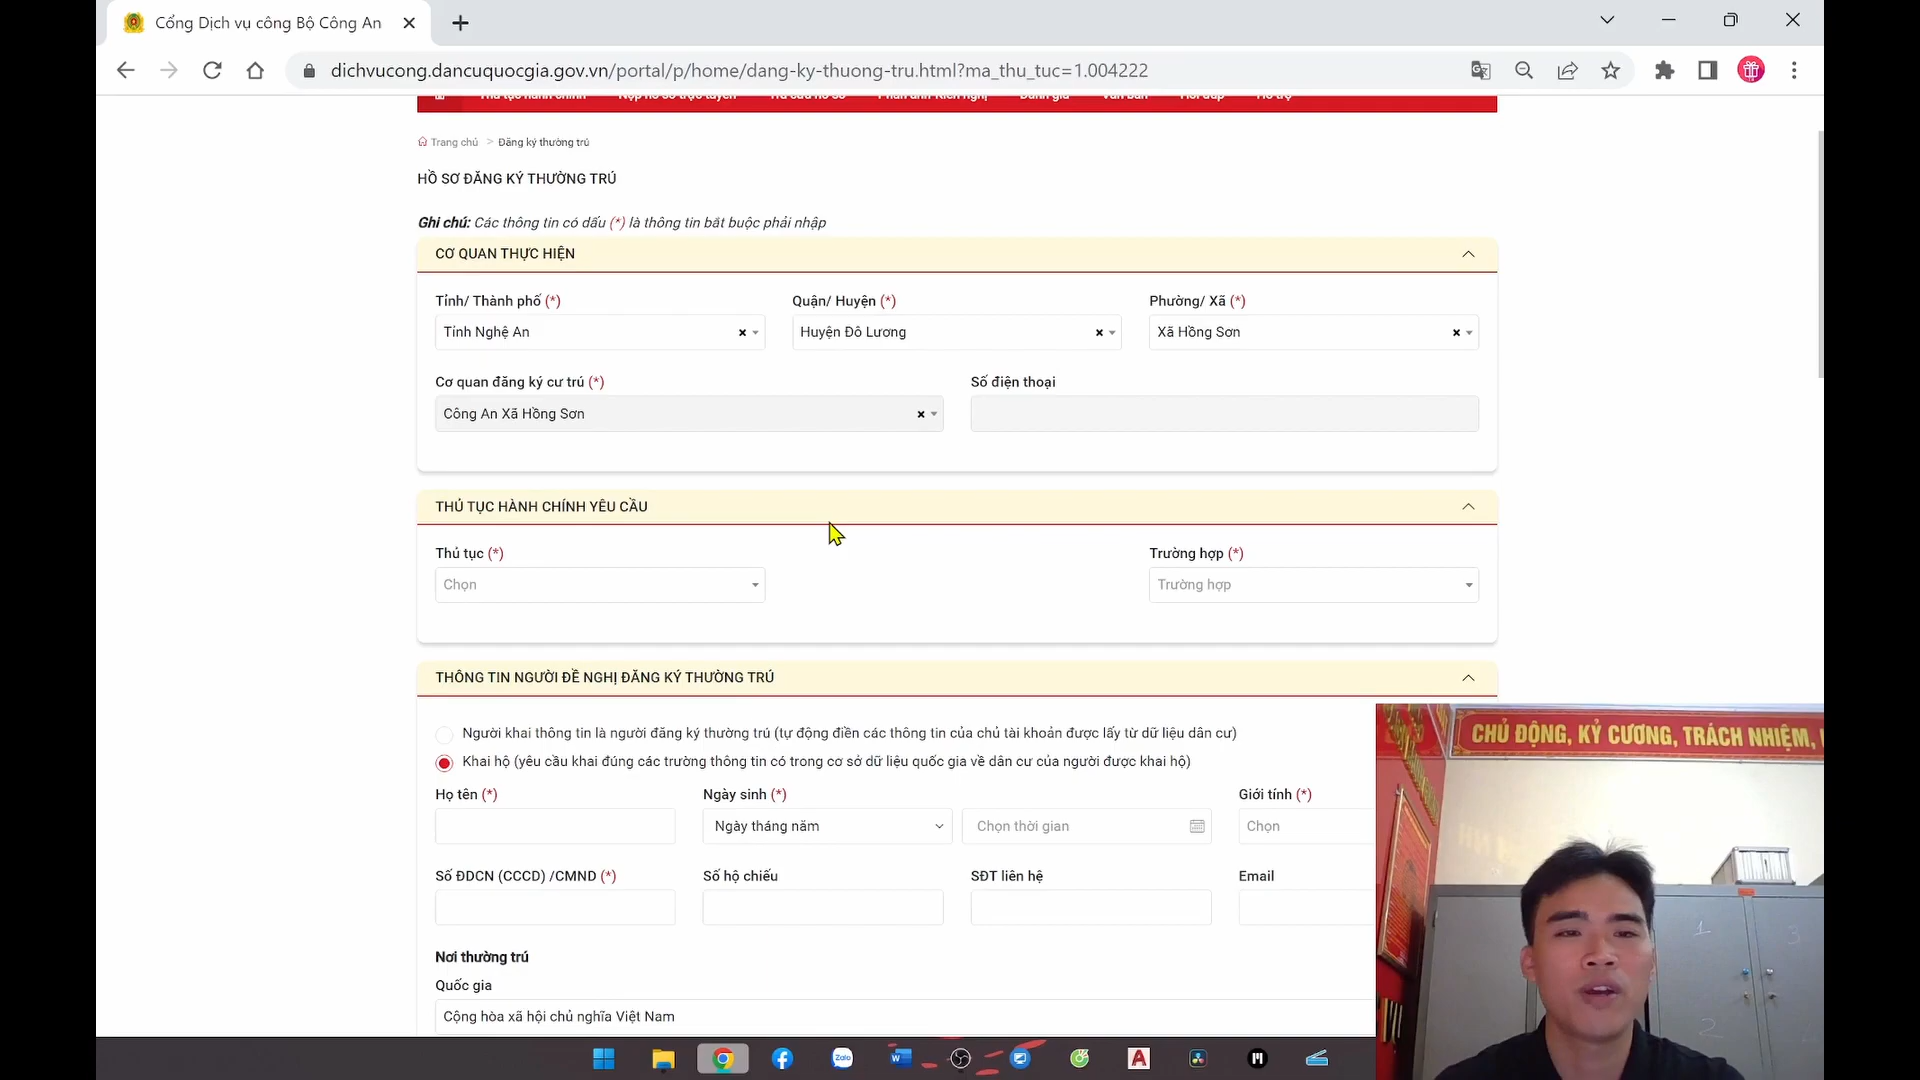 Cổng Dịch vụ công Bộ Công An
dichvucong.dancuquocgia.gov.vn/portal/p/home/dang-ky-thuong-tru.html?ma_thu_tuc=1.004222
Trang chủ > Đăng ký thường trú
HỒ SƠ ĐĂNG KÝ THƯỜNG TRÚ
Ghi chú: Các thông tin có dấu (*) là thông tin bắt buộc phải nhập
CƠ QUAN THỰC HIỆN
Tỉnh/ Thành phố (*) Quận/ Huyện (*) Phường/ Xã (*)
Tỉnh Nghệ An Huyện Đô Lương Xã Hồng Sơn
Cơ quan đăng ký cư trú (*) Số điện thoại
Công An Xã Hồng Sơn
THỦ TỤC HÀNH CHÍNH YÊU CẦU
Thủ tục (*) Trường hợp (*)
Chọn Trường hợp
THÔNG TIN NGƯỜI ĐỀ NGHỊ ĐĂNG KÝ THƯỜNG TRÚ
Người khai thông tin là người đăng ký thường trú (tự động điền các thông tin của chủ tài khoản được lấy từ dữ liệu dân cư)
Khai hộ (yêu cầu khai đúng các trường thông tin có trong cơ sở dữ liệu quốc gia về dân cư của người được khai hộ)
Họ tên (*) Ngày sinh (*) Giới tính (*)
Ngày tháng năm Chọn thời gian Chọn
Số ĐDCN (CCCD) /CMND (*) Số hộ chiếu SĐT liên hệ Email
Nơi thường trú
Quốc gia
Cộng hòa xã hội chủ nghĩa Việt Nam
CHỦ ĐỘNG, KỶ CƯƠNG, TRÁCH NHIỆM,
1 3
2
Zalo